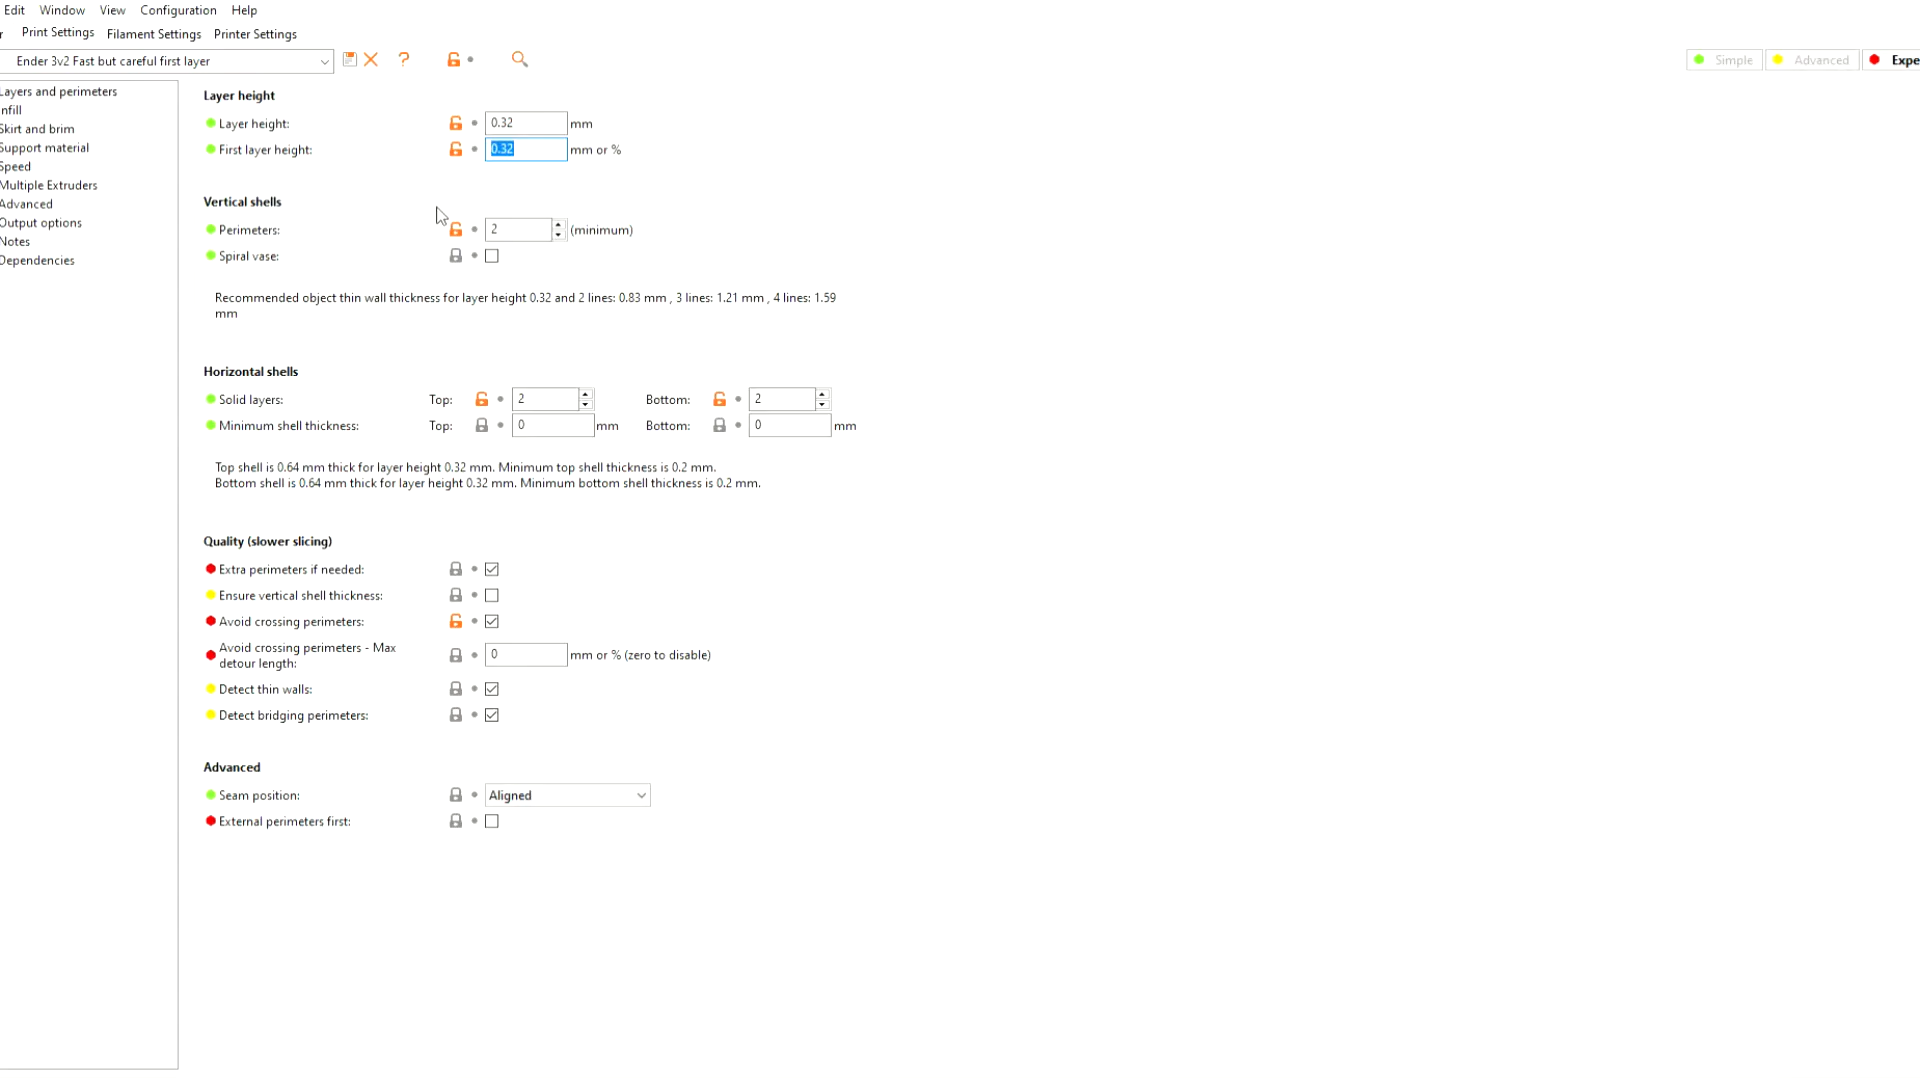 Edit Window View Configuration Help
r Print Settings Filament Settings Printer Settings
Ender 3v2 Fast but careful first layer ? Simple Advanced Expe
Layers and perimeters
nfill
Skirt and brim
Support material
Speed
Multiple Extruders
Advanced
Output options
Notes
Dependencies
Layer height
Layer height: 0.32 mm
First layer height: 0.32 mm or %
Vertical shells
Perimeters: 2 (minimum)
Spiral vase:
Recommended object thin wall thickness for layer height 0.32 and 2 lines: 0.83 mm , 3 lines: 1.21 mm , 4 lines: 1.59
mm
Horizontal shells
Solid layers: Top: 2 Bottom: 2
Minimum shell thickness: Top: 0 mm Bottom: 0 mm
Top shell is 0.64 mm thick for layer height 0.32 mm. Minimum top shell thickness is 0.2 mm.
Bottom shell is 0.64 mm thick for layer height 0.32 mm. Minimum bottom shell thickness is 0.2 mm.
Quality (slower slicing)
Extra perimeters if needed:
Ensure vertical shell thickness:
Avoid crossing perimeters:
Avoid crossing perimeters - Max
detour length: 0 mm or % (zero to disable)
Detect thin walls:
Detect bridging perimeters:
Advanced
Seam position: Aligned
External perimeters first: